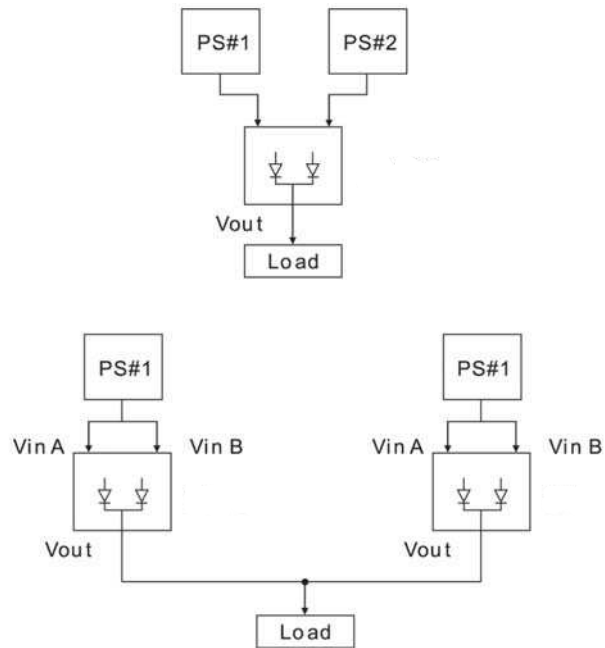 PS#1 PS#2
Vout
Load
PS#1 PS#1
Vin A Vin B Vin A Vin B
Vout Vout
Load